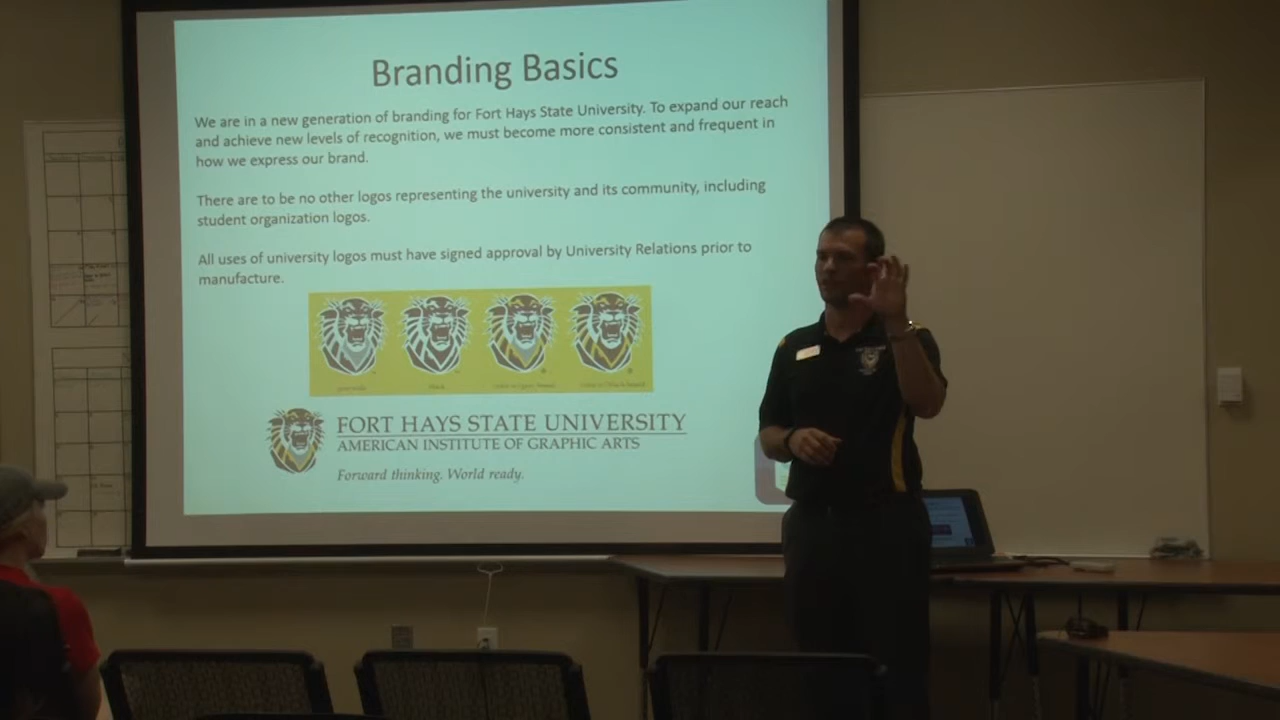 Branding Basics
We are in a new generation of branding for Fort Hays State University. To expand our reach
and achieve new levels of recognition, we must become more consistent and frequent in
how we express our brand.
There are to be no other logos representing the university and its community, including
student organization logos.
All uses of university logos must have signed approval by University Relations prior to
manufacture.
FORT HAYS STATE UNIVERSITY
AMERICAN INSTITUTE OF GRAPHIC ARTS
Forward thinking. World ready.